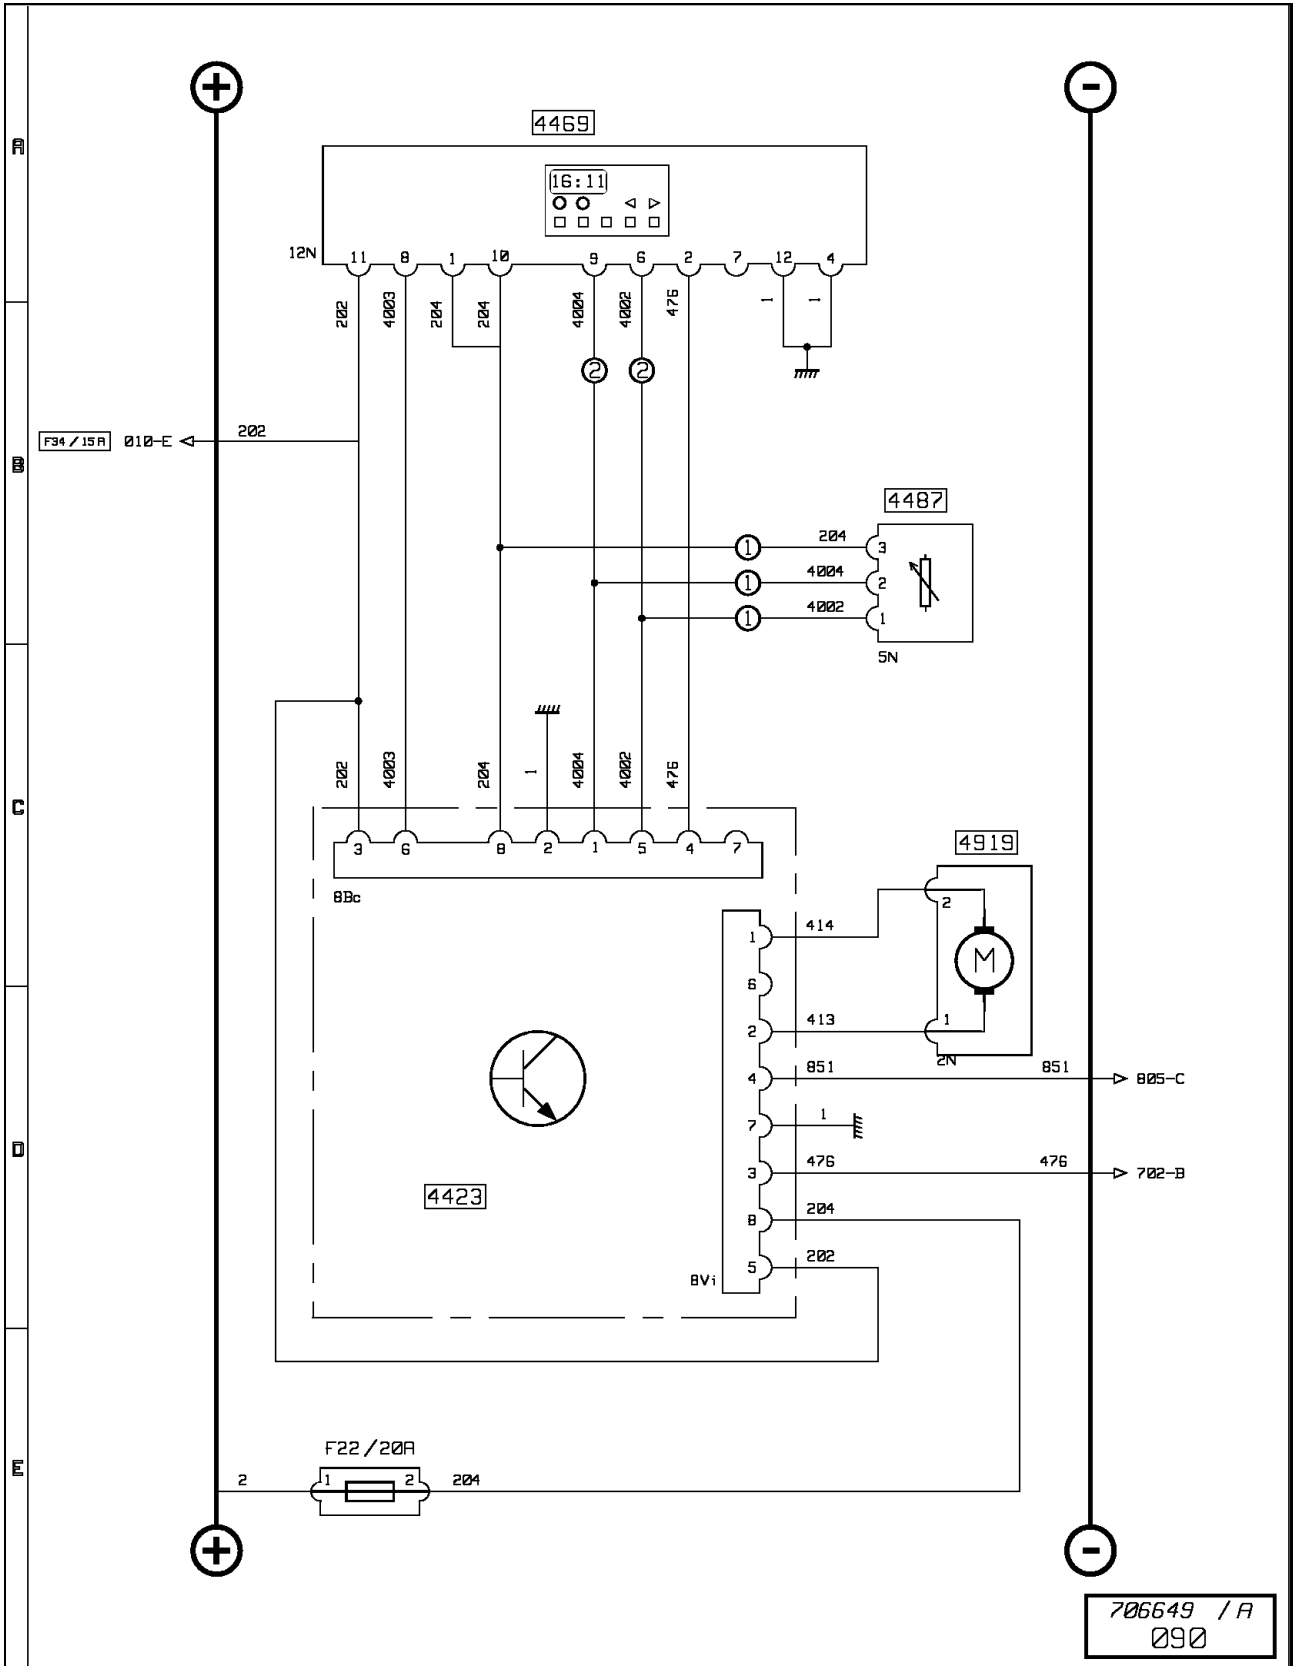 + -
4469
A
16:11
12N 11 8 1 10 9 6 2 7 12 4
202 4003 204 204 4004 4002 476 1 1
2 2
F34 / 15A 010-E 202
B
4487
1 204 3
1 4004 2
1 4002 1
5N
202 4003 204 1 4004 4002 476
C
3 6 8 2 1 5 4 7
8Bc
4919
2
1 414
M
6
2 413 1
2N
4 851 851 805-C
7 1
D
3 476 476 702-B
4423
8 204
5 202
8Vi
F22 /20A
E
2 1 2 204
+ -
706649 / A
090